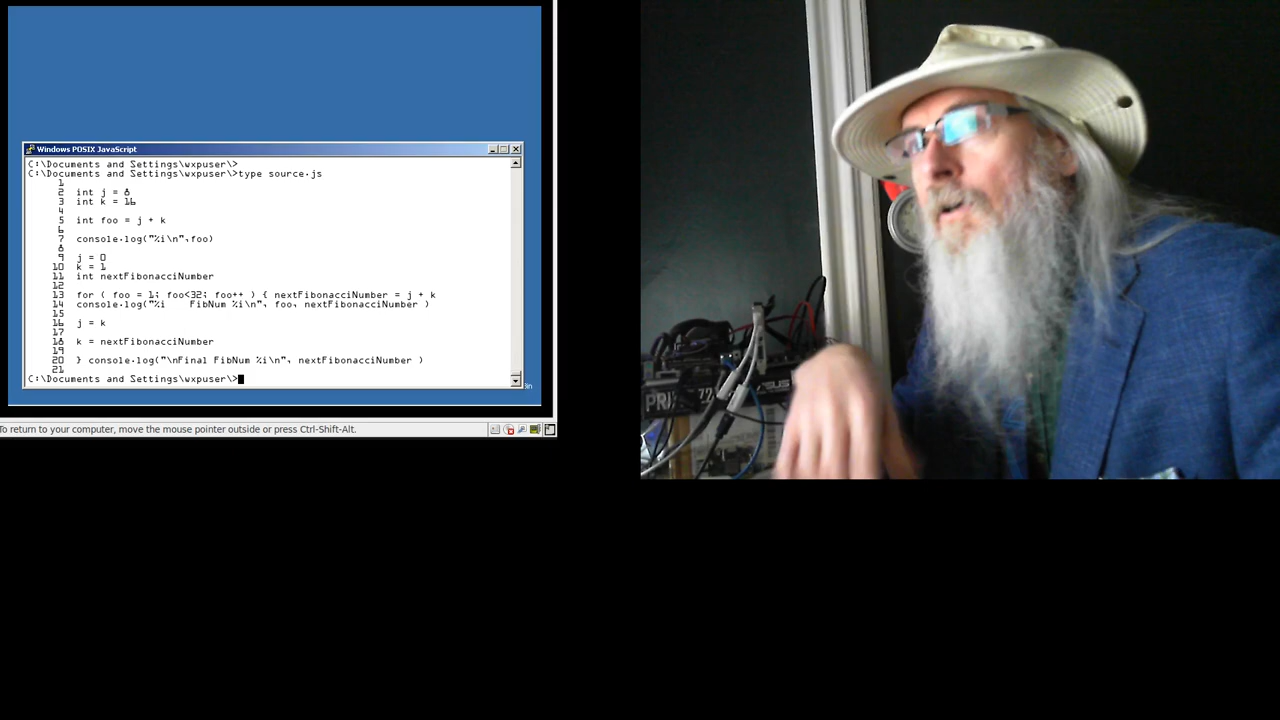 Windows POSIX JavaScript
C:\Documents and Settings\wxpuser\>
C:\Documents and Settings\wxpuser\>type source.js
1
2 int j = 8
3 int k = 16
4
5 int foo = j + k
6
7 console.log("%i\n",foo)
8
9 j = 0
10 k = 1
11 int nextFibonacciNumber
12
13 for ( foo = 1; foo<32; foo++ ) { nextFibonacciNumber = j + k
14 console.log("%i FibNum %i\n", foo, nextFibonacciNumber )
15
16 j = k
17
18 k = nextFibonacciNumber
19
20 } console.log("\nFinal FibNum %i\n", nextFibonacciNumber )
21
C:\Documents and Settings\wxpuser\>
To return to your computer, move the mouse pointer outside or press Ctrl-Shift-Alt.
ASUS